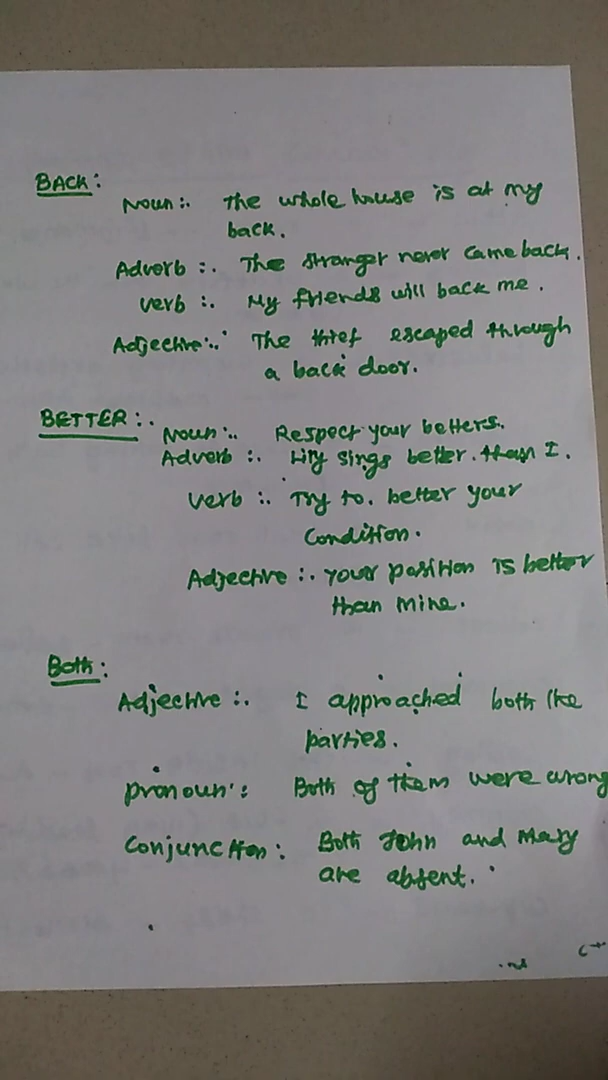 BACK:
Noun:. The whole house is at my
back.
Adverb :. The stranger never came back.
verb :. My friends will back me.
Adjective:. The thief escaped through
a back door.
BETTER:.
Noun:. Respect your betters.
Adverb :. Lily sings better than I.
verb :. Try to better your
Condition.
Adjective :. your position is better
than mine.
Both:
Adjective :. I approached both the
parties.
pronoun : Both of them were wrong
Conjunction : Both John and Mary
are absent.